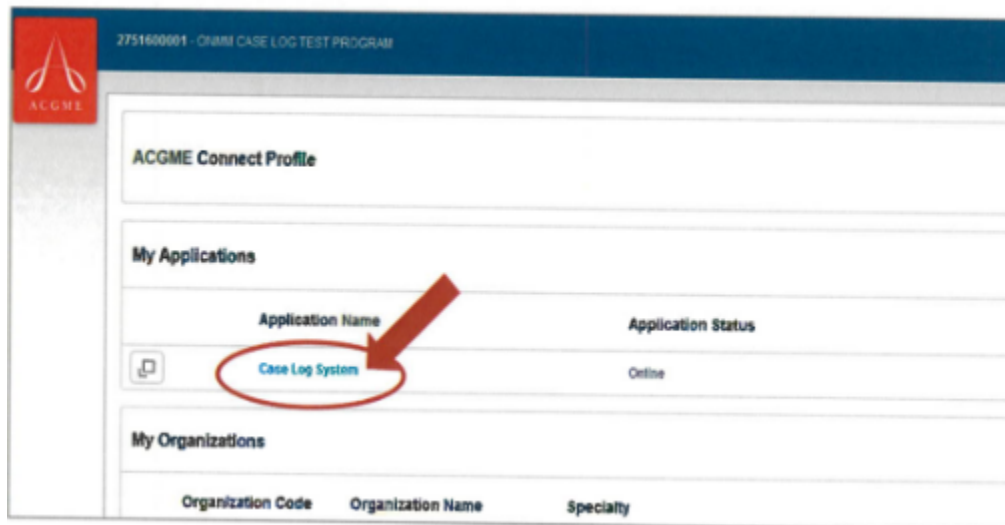 2751600001 - ONMM CASE LOG TEST PROGRAM
ACGME
ACGME Connect Profile
My Applications
Application Name Application Status
Case Log System Online
My Organizations
Organization Code Organization Name Specialty